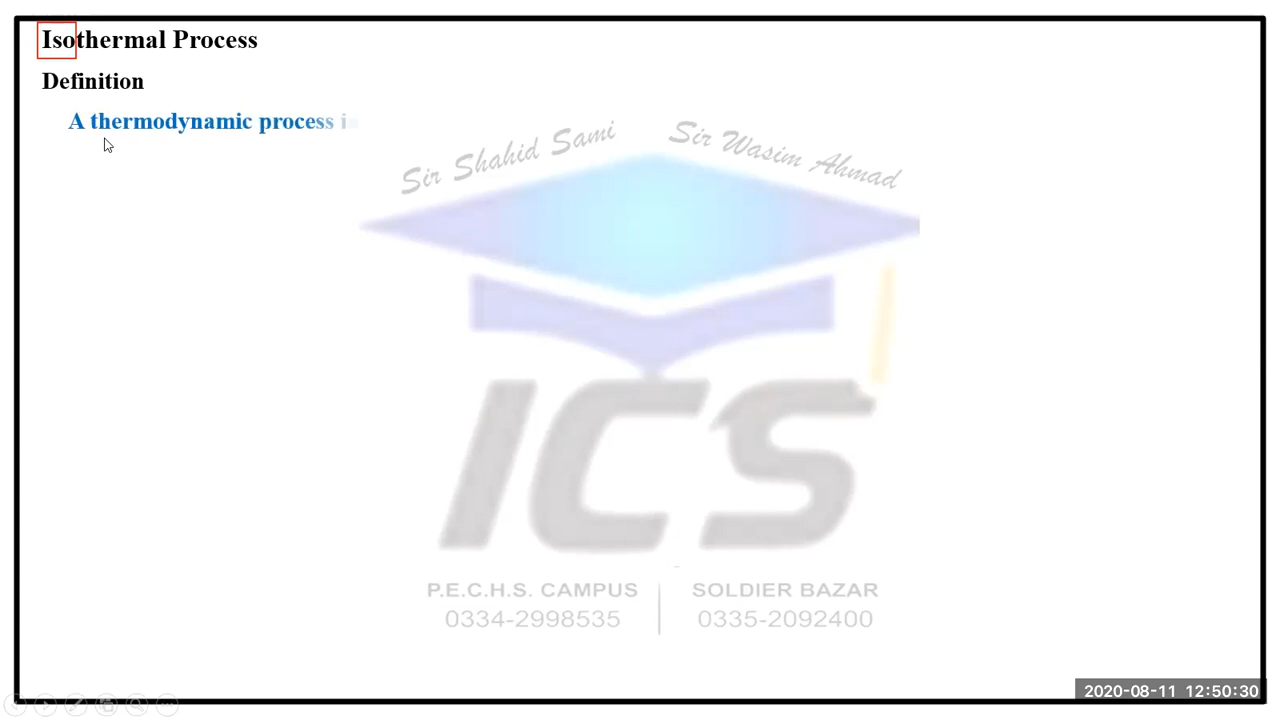 Isothermal Process
Definition
A thermodynamic process
Sir Shahid Sami Sir Wasim Ahmad
ICS
P.E.C.H.S. CAMPUS SOLDIER BAZAR
0334-2998535 0335-2092400
2020-08-11 12:50:30